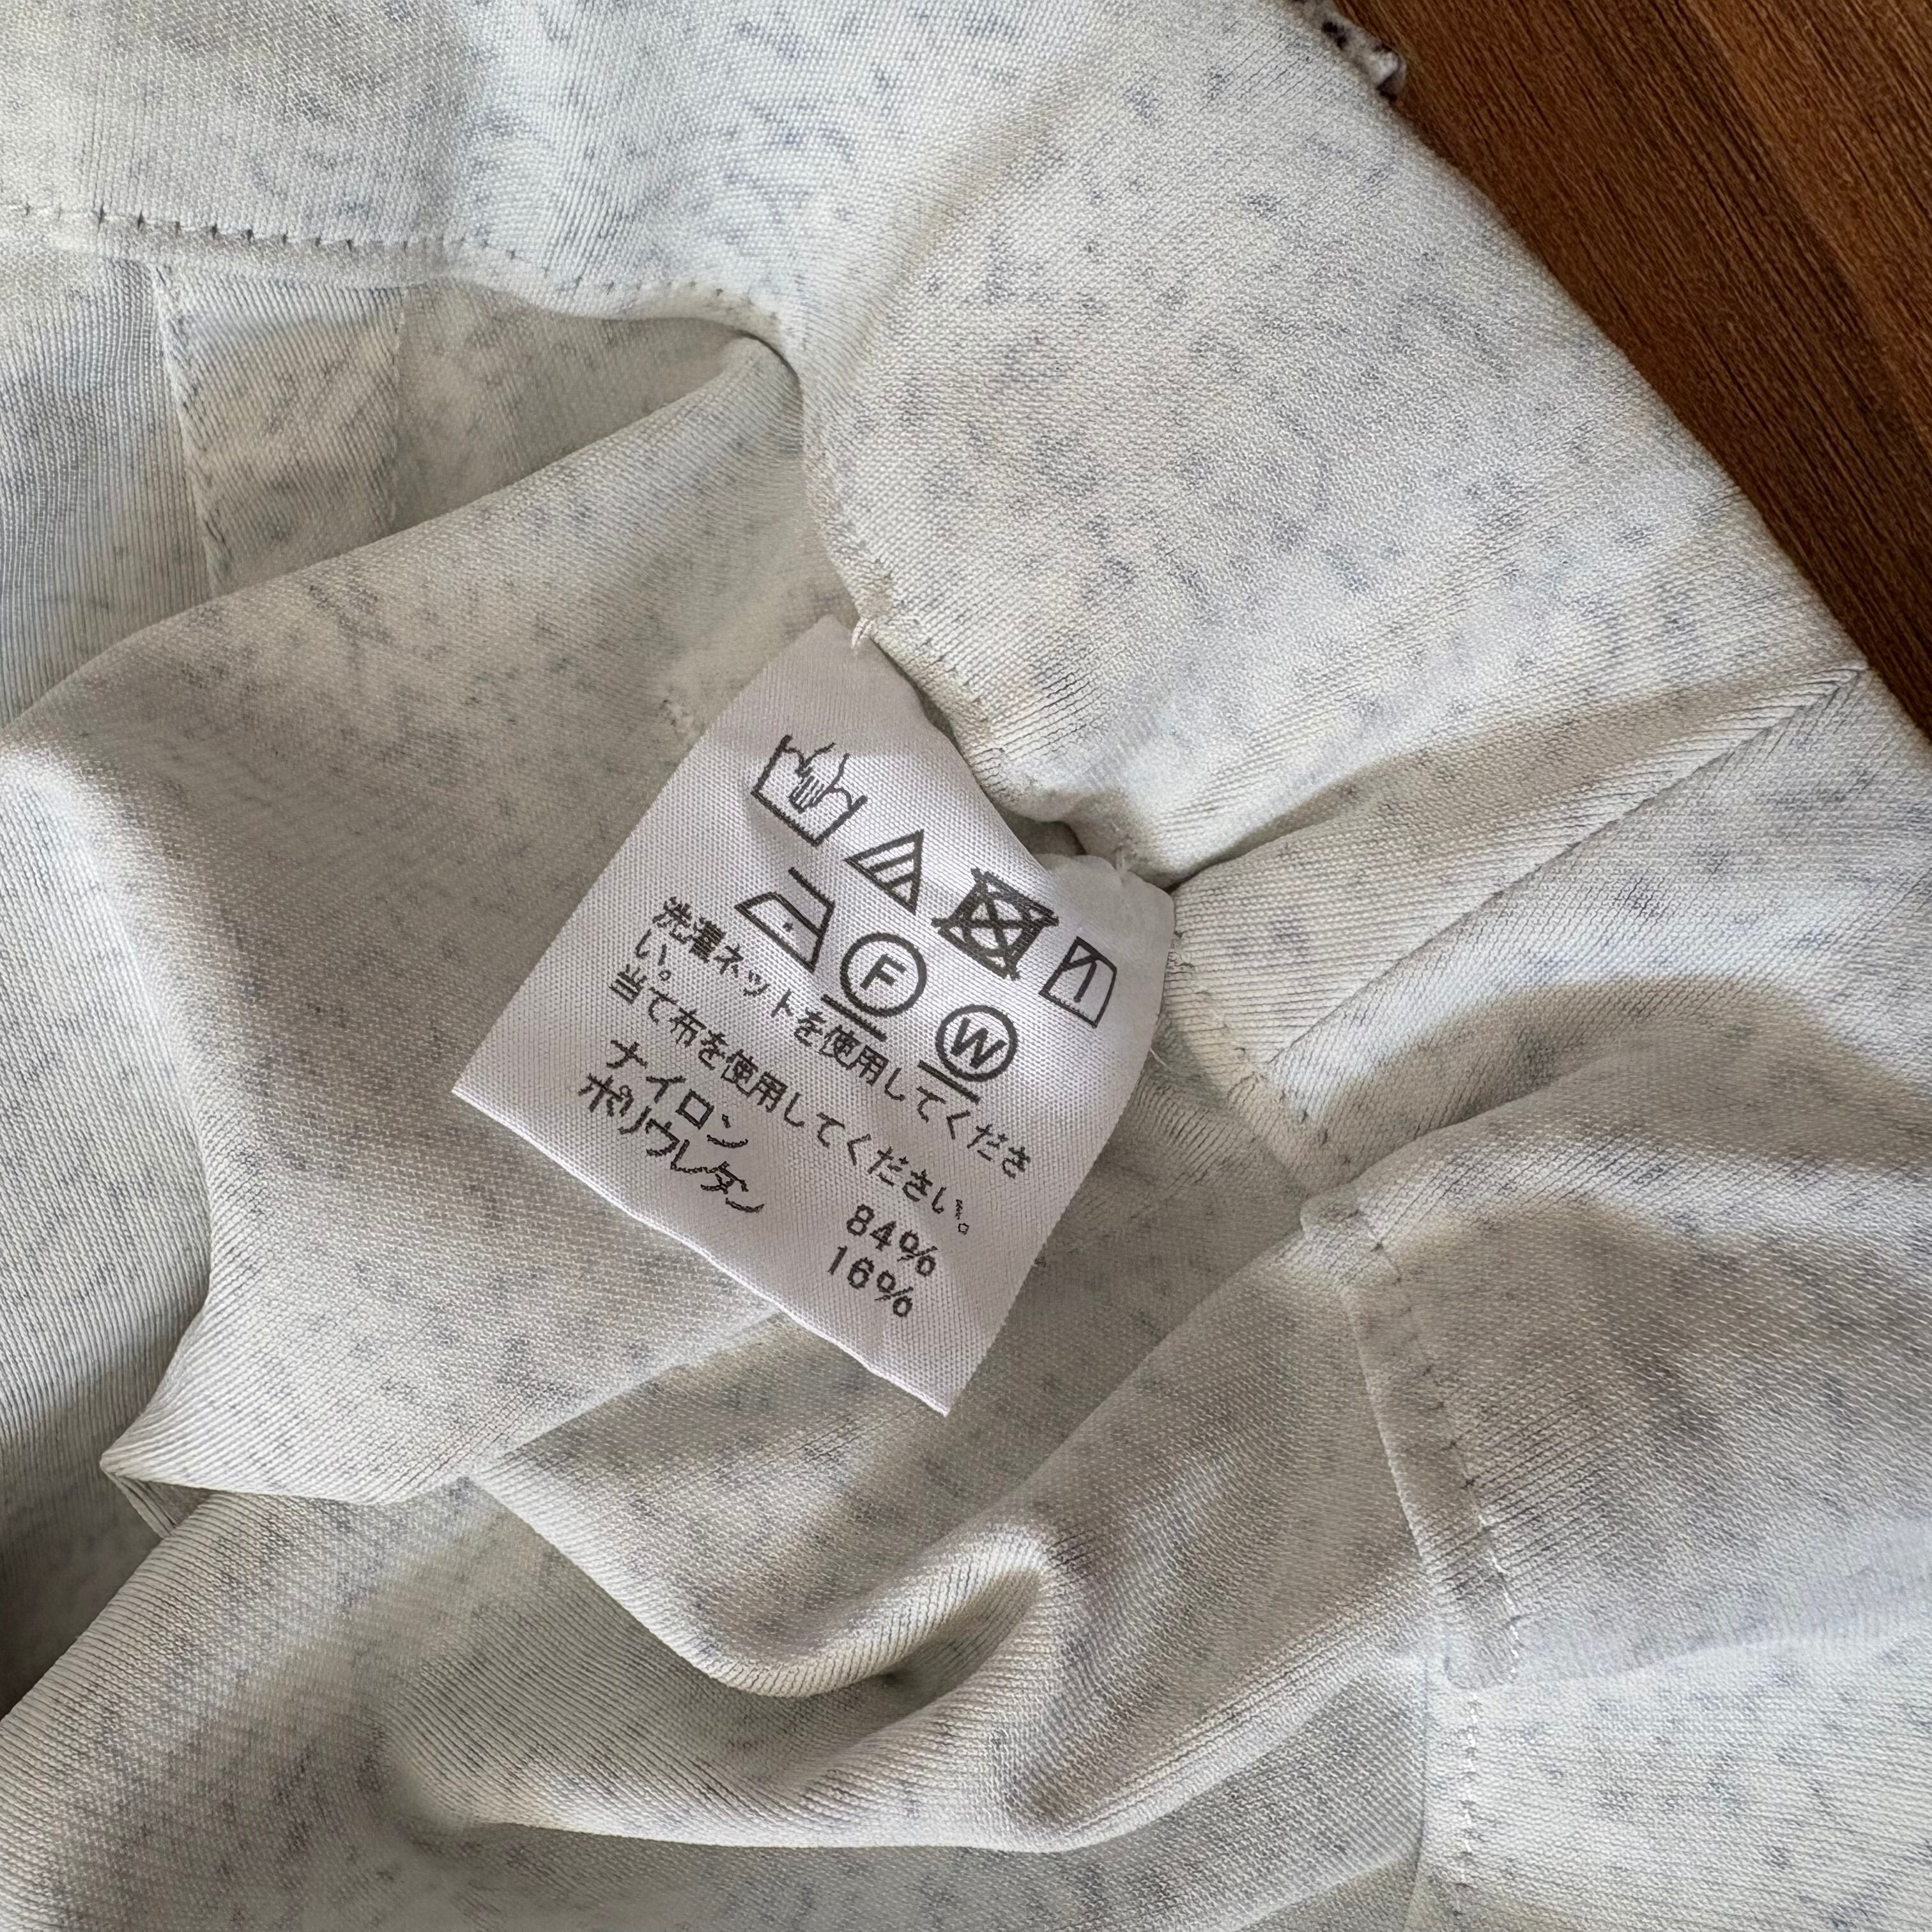 F W
洗濯ネットを使用してくださ
い。
当て布を使用してください。
ナイロン 84%
ポリウレタン 16%